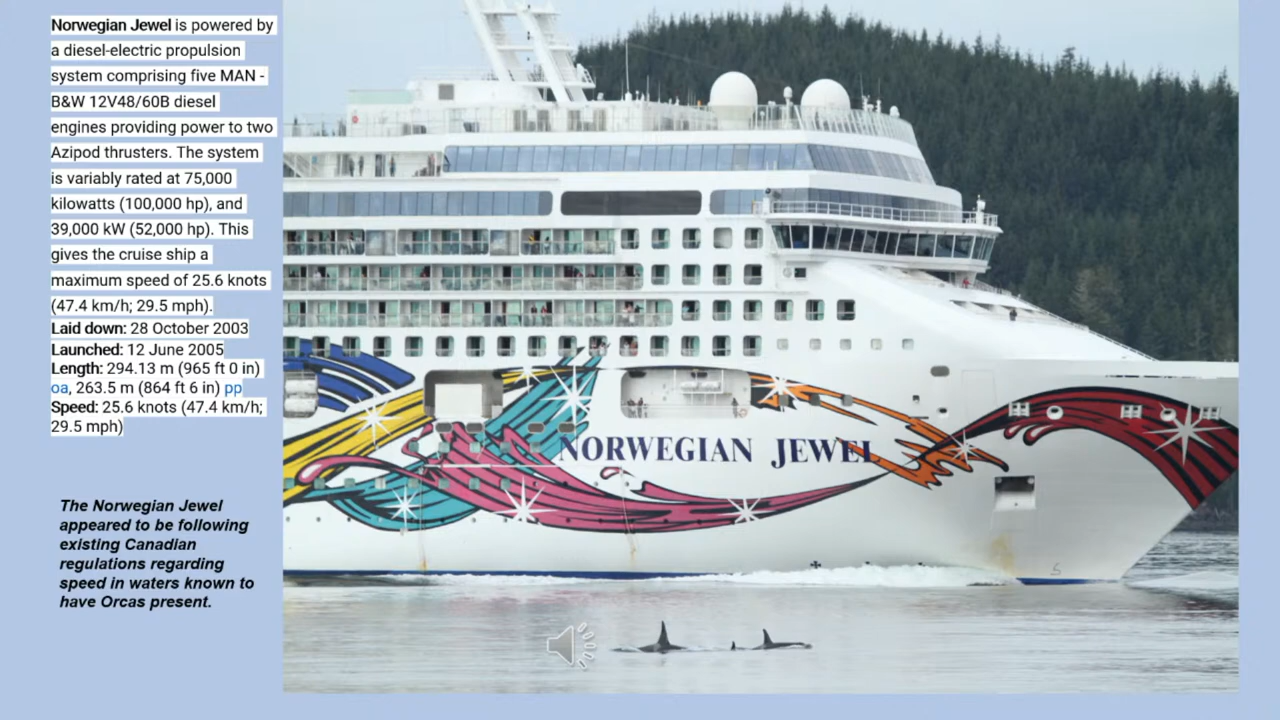 Norwegian Jewel is powered by
a diesel-electric propulsion
system comprising five MAN -
B&W 12V48/60B diesel
engines providing power to two
Azipod thrusters. The system
is variably rated at 75,000
kilowatts (100,000 hp), and
39,000 kW (52,000 hp). This
gives the cruise ship a
maximum speed of 25.6 knots
(47.4 km/h; 29.5 mph).
Laid down: 28 October 2003
Launched: 12 June 2005
Length: 294.13 m (965 ft 0 in)
oa, 263.5 m (864 ft 6 in) pp
Speed: 25.6 knots (47.4 km/h;
29.5 mph)
The Norwegian Jewel
appeared to be following
existing Canadian
regulations regarding
speed in waters known to
have Orcas present.
NORWEGIAN JEWEL